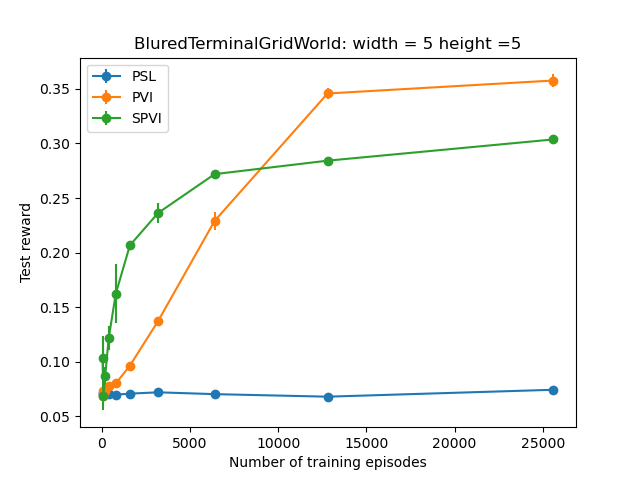 BluredTerminalGridWorld: width = 5 height =5
PSL
PVI
SPVI
Test reward
0.35
0.30
0.25
0.20
0.15
0.10
0.05
0 5000 10000 15000 20000 25000
Number of training episodes